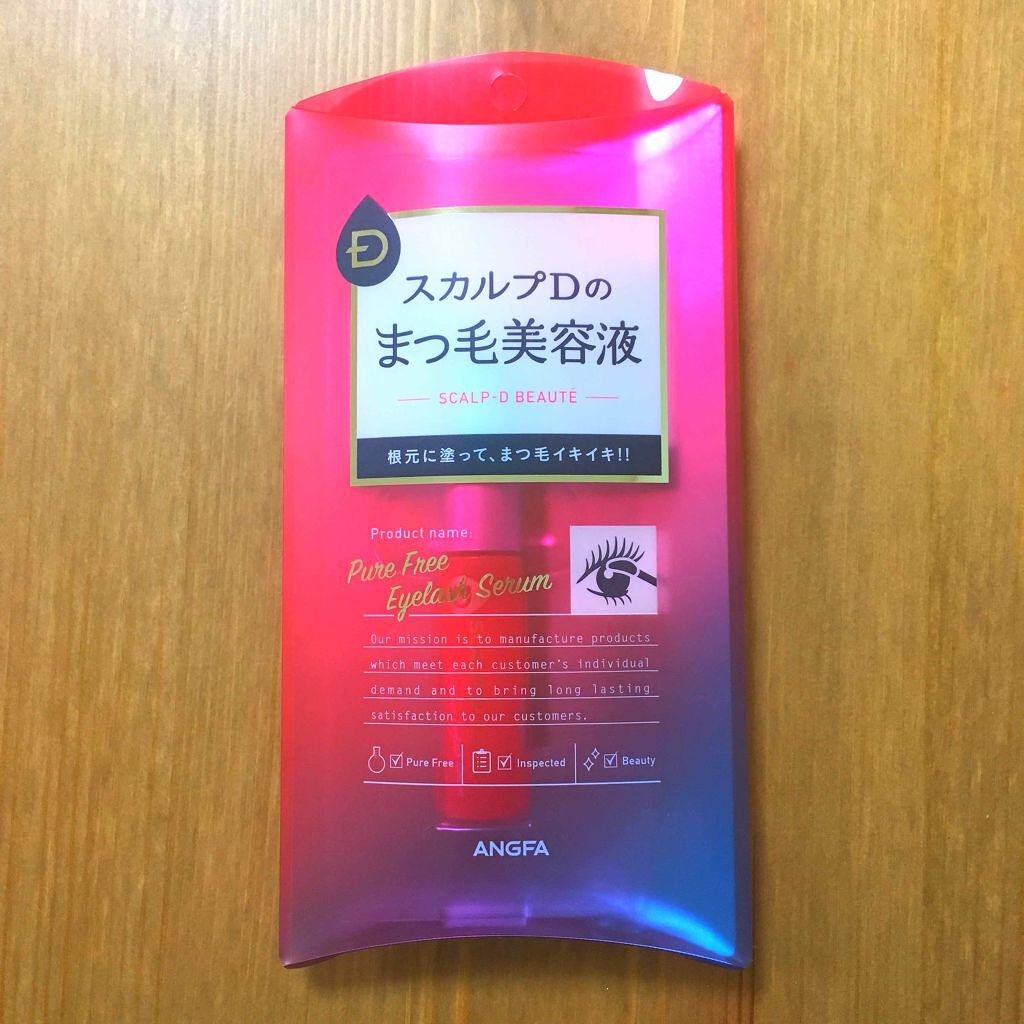 D
スカルプDの
まつ毛美容液
SCALP-D BEAUTÉ
根元に塗って、まつ毛イキイキ!!
Product name:
Pure Free
Eyelash Serum
Our mission is to manufacture products
which meet each customer's individual
demand and to bring long lasting
satisfaction to our customers.
Pure Free Inspected Beauty
ANGFA